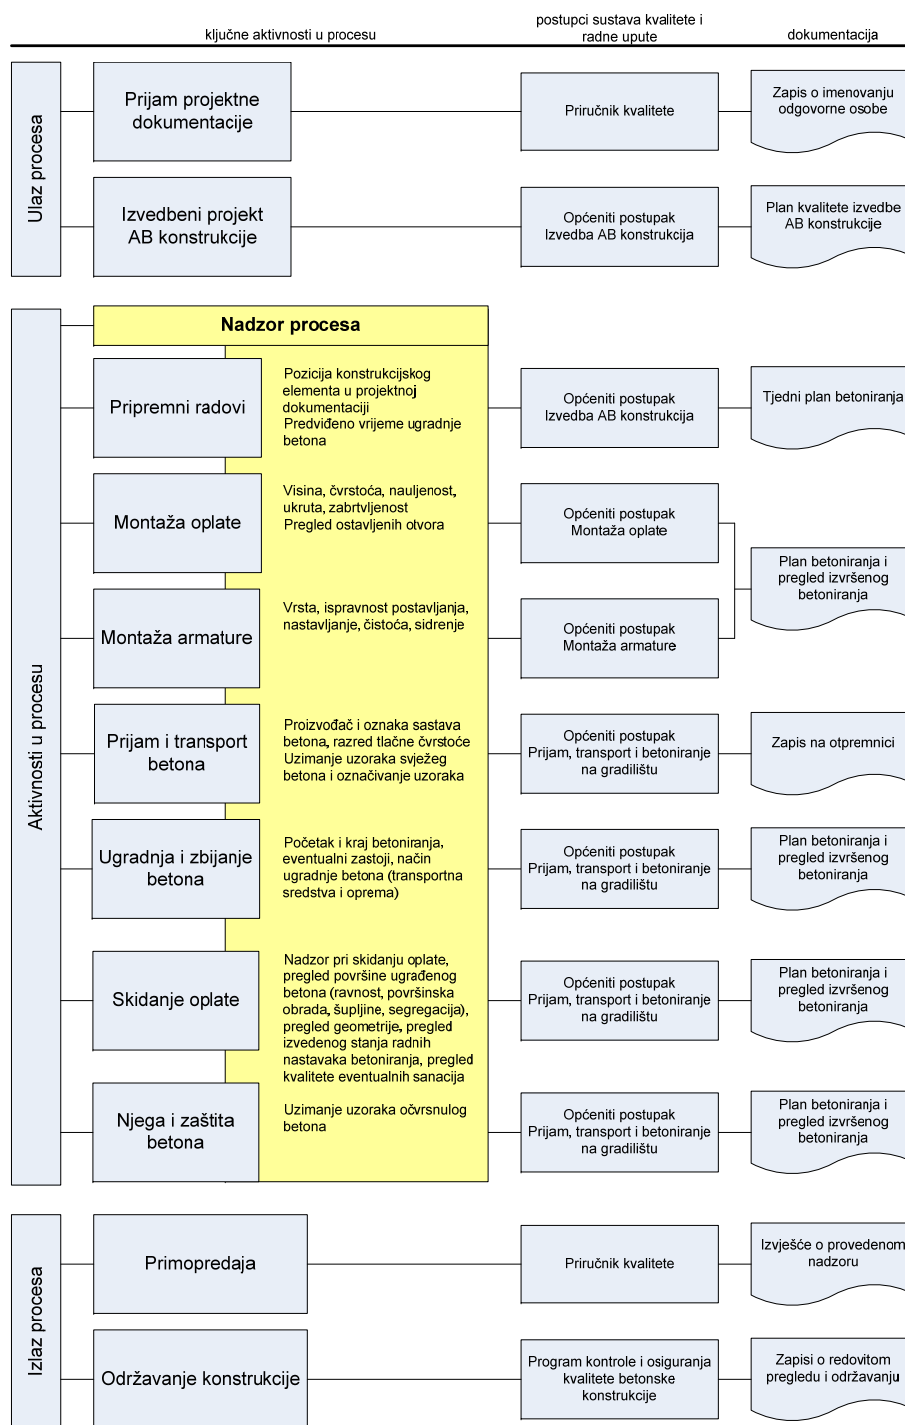 ključne aktivnosti u procesu
postupci sustava kvalitete i
radne upute
dokumentacija
Ulaz procesa
Prijam projektne
dokumentacije
Priručnik kvalitete
Zapis o imenovanju
odgovorne osobe
Izvedbeni projekt
AB konstrukcije
Općeniti postupak
Izvedba AB konstrukcija
Plan kvalitete izvedbe
AB konstrukcije
Aktivnosti u procesu
Nadzor procesa
Pripremni radovi
Pozicija konstrukcijskog
elementa u projektnoj
dokumentaciji
Predviđeno vrijeme ugradnje
betona
Općeniti postupak
Izvedba AB konstrukcija
Tjedni plan betoniranja
Montaža oplate
Visina, čvrstoća, nauljenost,
ukruta, zabrtvljenost
Pregled ostavljenih otvora
Općeniti postupak
Montaža oplate
Plan betoniranja i
pregled izvršenog
betoniranja
Montaža armature
Vrsta, ispravnost postavljanja,
nastavljanje, čistoća, sidrenje
Općeniti postupak
Montaža armature
Prijam i transport
betona
Proizvođač i oznaka sastava
betona, razred tlačne čvrstoće
Uzimanje uzoraka svježeg
betona i označivanje uzoraka
Općeniti postupak
Prijam, transport i betoniranje
na gradilištu
Zapis na otpremnici
Ugradnja i zbijanje
betona
Početak i kraj betoniranja,
eventualni zastoji, način
ugradnje betona (transportna
sredstva i oprema)
Općeniti postupak
Prijam, transport i betoniranje
na gradilištu
Plan betoniranja i
pregled izvršenog
betoniranja
Skidanje oplate
Nadzor pri skidanju oplate,
pregled površine ugrađenog
betona (ravnost, površinska
obrada, šupljine, segregacija),
pregled geometrije, pregled
izvedenog stanja radnih
nastavaka betoniranja, pregled
kvalitete eventualnih sanacija
Općeniti postupak
Prijam, transport i betoniranje
na gradilištu
Plan betoniranja i
pregled izvršenog
betoniranja
Njega i zaštita
betona
Uzimanje uzoraka očvrsnulog
betona
Općeniti postupak
Prijam, transport i betoniranje
na gradilištu
Plan betoniranja i
pregled izvršenog
betoniranja
Izlaz procesa
Primopredaja
Priručnik kvalitete
Izvješće o provedenom
nadzoru
Održavanje konstrukcije
Program kontrole i osiguranja
kvalitete betonske
konstrukcije
Zapisi o redovitom
pregledu i održavanju